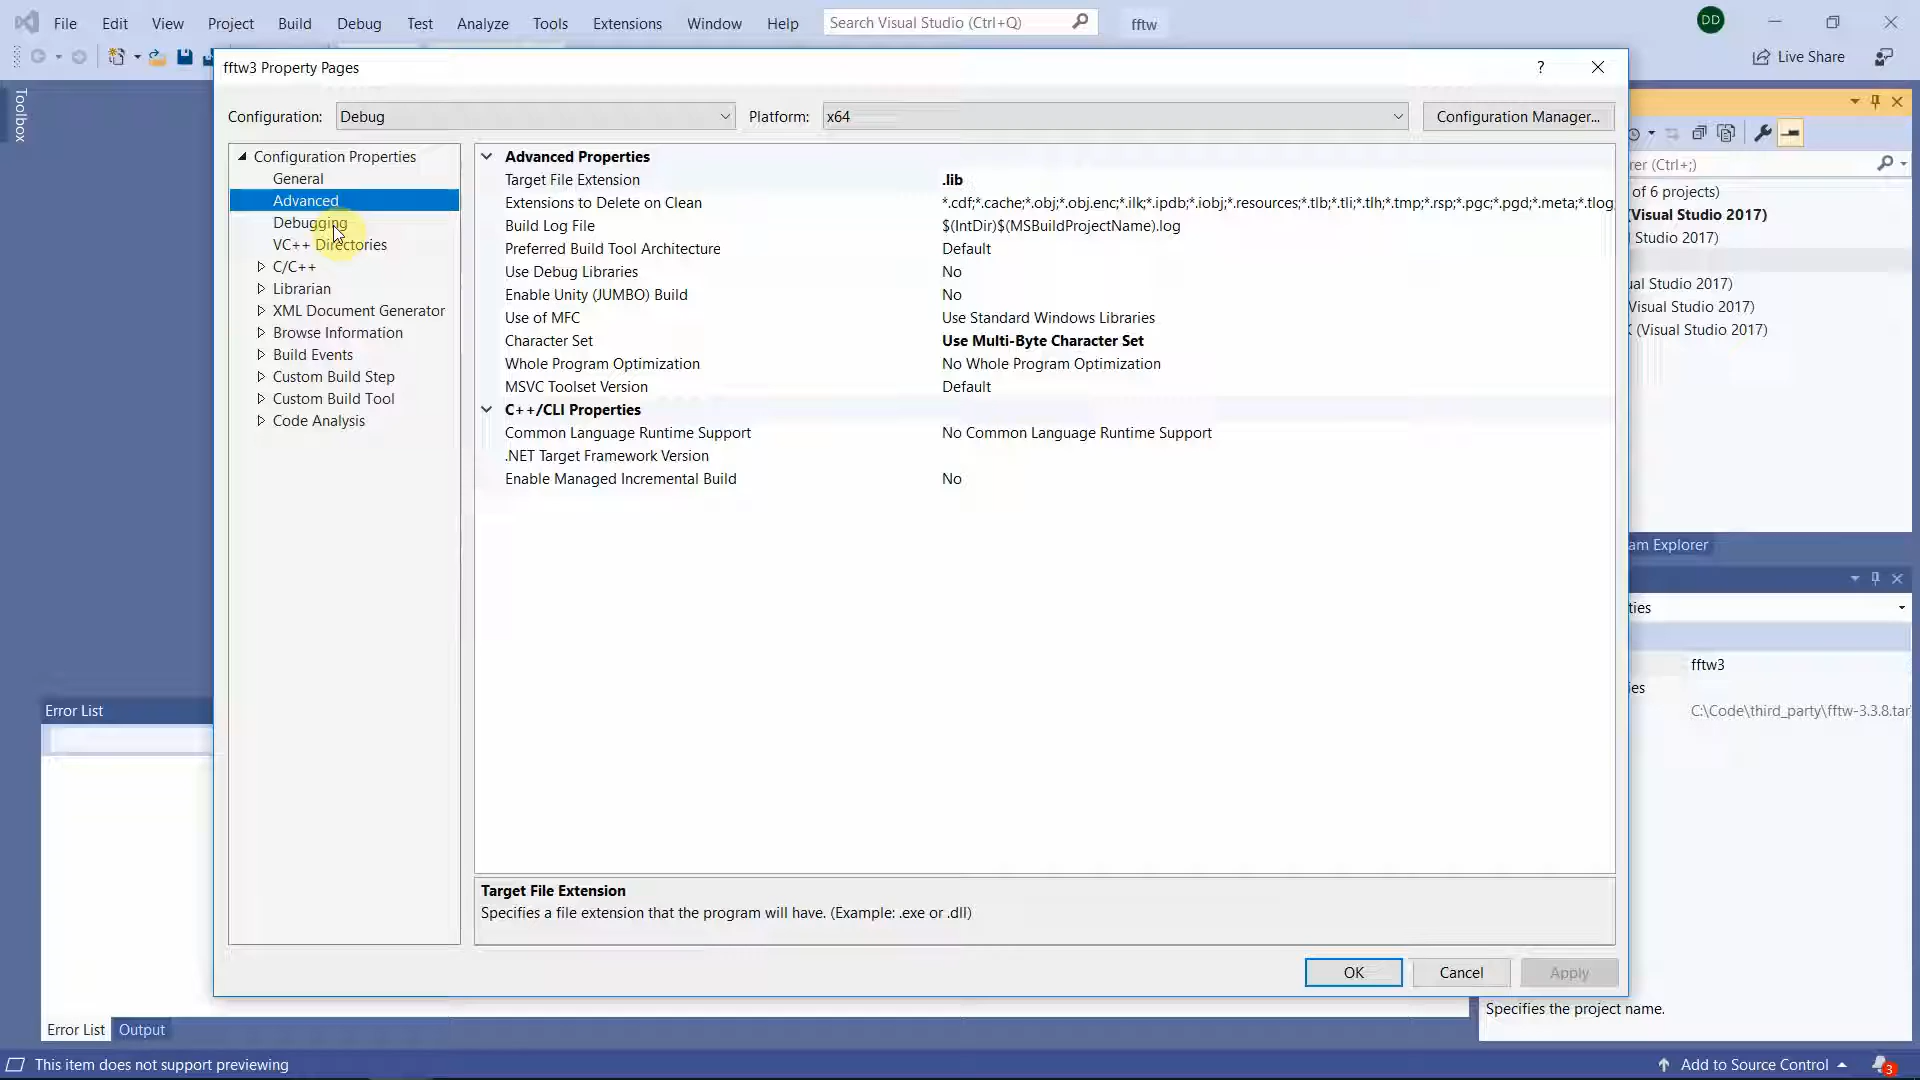 File Edit View Project Build Debug Test Analyze Tools Extensions Window Help Search Visual Studio (Ctrl+Q) fftw DD
Live Share
Toolbox
fftw3 Property Pages
?
Configuration: Debug Platform: x64 Configuration Manager...
Configuration Properties
General
Advanced
Debugging
VC++ Directories
C/C++
Librarian
XML Document Generator
Browse Information
Build Events
Custom Build Step
Custom Build Tool
Code Analysis
Advanced Properties
Target File Extension .lib
Extensions to Delete on Clean *.cdf;*.cache;*.obj;*.obj.enc;*.ilk;*.ipdb;*.iobj;*.resources;*.tlb;*.tli;*.tlh;*.tmp;*.rsp;*.pgc;*.pgd;*.meta;*.tlog;
Build Log File $(IntDir)$(MSBuildProjectName).log
Preferred Build Tool Architecture Default
Use Debug Libraries No
Enable Unity (JUMBO) Build No
Use of MFC Use Standard Windows Libraries
Character Set Use Multi-Byte Character Set
Whole Program Optimization No Whole Program Optimization
MSVC Toolset Version Default
C++/CLI Properties
Common Language Runtime Support No Common Language Runtime Support
.NET Target Framework Version
Enable Managed Incremental Build No
Target File Extension
Specifies a file extension that the program will have. (Example: .exe or .dll)
OK Cancel Apply
rer (Ctrl+;)
of 6 projects)
(Visual Studio 2017)
l Studio 2017)
ual Studio 2017)
Visual Studio 2017)
(Visual Studio 2017)
am Explorer
ties
fftw3
ies
C:\Code\third_party\fftw-3.3.8.tar
Specifies the project name.
Error List
Error List Output
This item does not support previewing
Add to Source Control
3